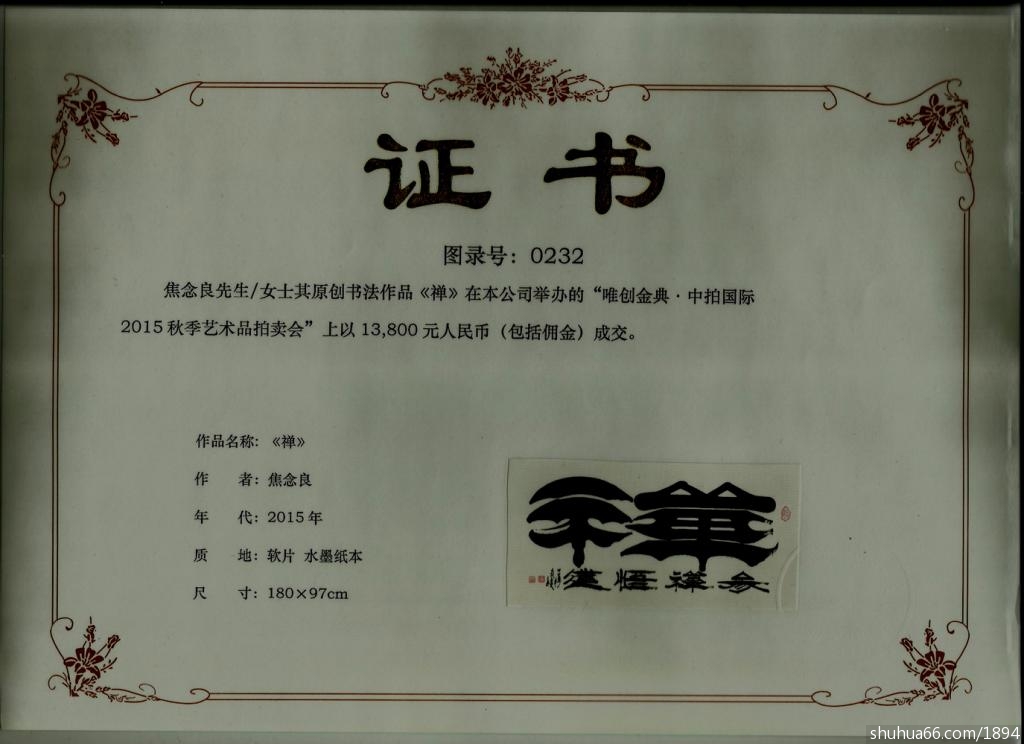 证书
图录号：0232
焦念良先生/女士其原创书法作品《禅》在本公司举办的“唯创金典·中拍国际
2015秋季艺术品拍卖会”上以13,800元人民币（包括佣金）成交。
作品名称：《禅》
作 者：焦念良
年 代：2015年
质 地：软片 水墨纸本
尺 寸：180×97cm
禅
参禅悟道
shuhua66.com/1894